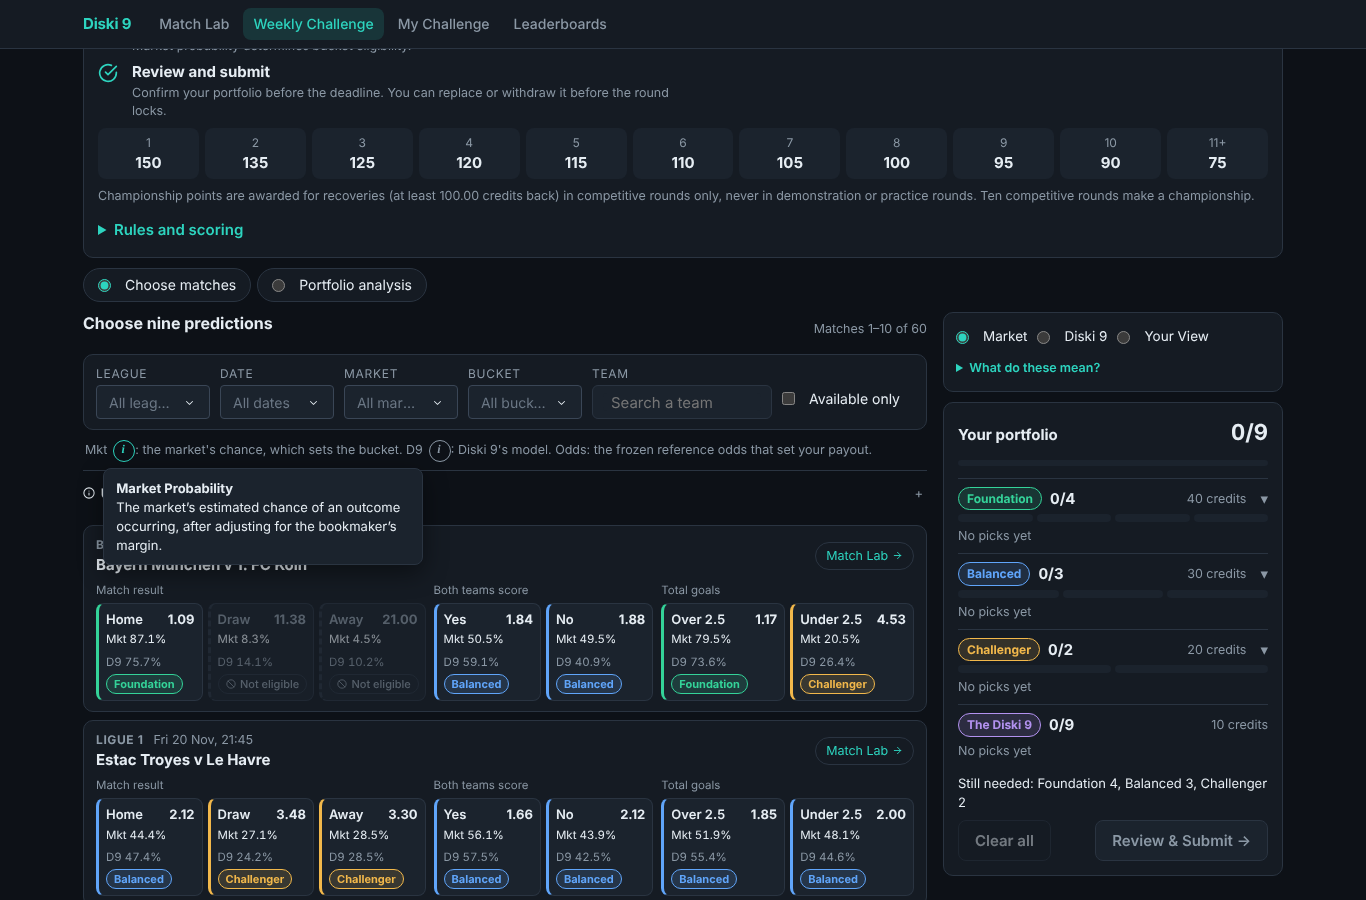 Diski 9 Match Lab Weekly Challenge My Challenge Leaderboards
Review and submit
Confirm your portfolio before the deadline. You can replace or withdraw it before the round
locks.
1 2 3 4 5 6 7 8 9 10 11+
150 135 125 120 115 110 105 100 95 90 75
Championship points are awarded for recoveries (at least 100.00 credits back) in competitive rounds only, never in demonstration or practice rounds. Ten competitive rounds make a championship.
Rules and scoring
Choose matches Portfolio analysis
Choose nine predictions
Matches 1–10 of 60
LEAGUE DATE MARKET BUCKET TEAM
All leag... All dates All mar... All buck... Search a team Available only
Mkt i: the market's chance, which sets the bucket. D9 i: Diski 9's model. Odds: the frozen reference odds that set your payout.
Market Probability
The market’s estimated chance of an outcome
occurring, after adjusting for the bookmaker’s
margin.
+
Bayern München v 1. FC Köln
Match Lab →
Match result Both teams score Total goals
Home 1.09 Draw 11.38 Away 21.00 Yes 1.84 No 1.88 Over 2.5 1.17 Under 2.5 4.53
Mkt 87.1% Mkt 8.3% Mkt 4.5% Mkt 50.5% Mkt 49.5% Mkt 79.5% Mkt 20.5%
D9 75.7% D9 14.1% D9 10.2% D9 59.1% D9 40.9% D9 73.6% D9 26.4%
Foundation Not eligible Not eligible Balanced Balanced Foundation Challenger
LIGUE 1 Fri 20 Nov, 21:45
Estac Troyes v Le Havre
Match Lab →
Match result Both teams score Total goals
Home 2.12 Draw 3.48 Away 3.30 Yes 1.66 No 2.12 Over 2.5 1.85 Under 2.5 2.00
Mkt 44.4% Mkt 27.1% Mkt 28.5% Mkt 56.1% Mkt 43.9% Mkt 51.9% Mkt 48.1%
D9 47.4% D9 24.2% D9 28.5% D9 57.5% D9 42.5% D9 55.4% D9 44.6%
Balanced Challenger Challenger Balanced Balanced Balanced Balanced
Market Diski 9 Your View
What do these mean?
Your portfolio 0/9
Foundation 0/4 40 credits
No picks yet
Balanced 0/3 30 credits
No picks yet
Challenger 0/2 20 credits
No picks yet
The Diski 9 0/9 10 credits
No picks yet
Still needed: Foundation 4, Balanced 3, Challenger
2
Clear all Review & Submit →